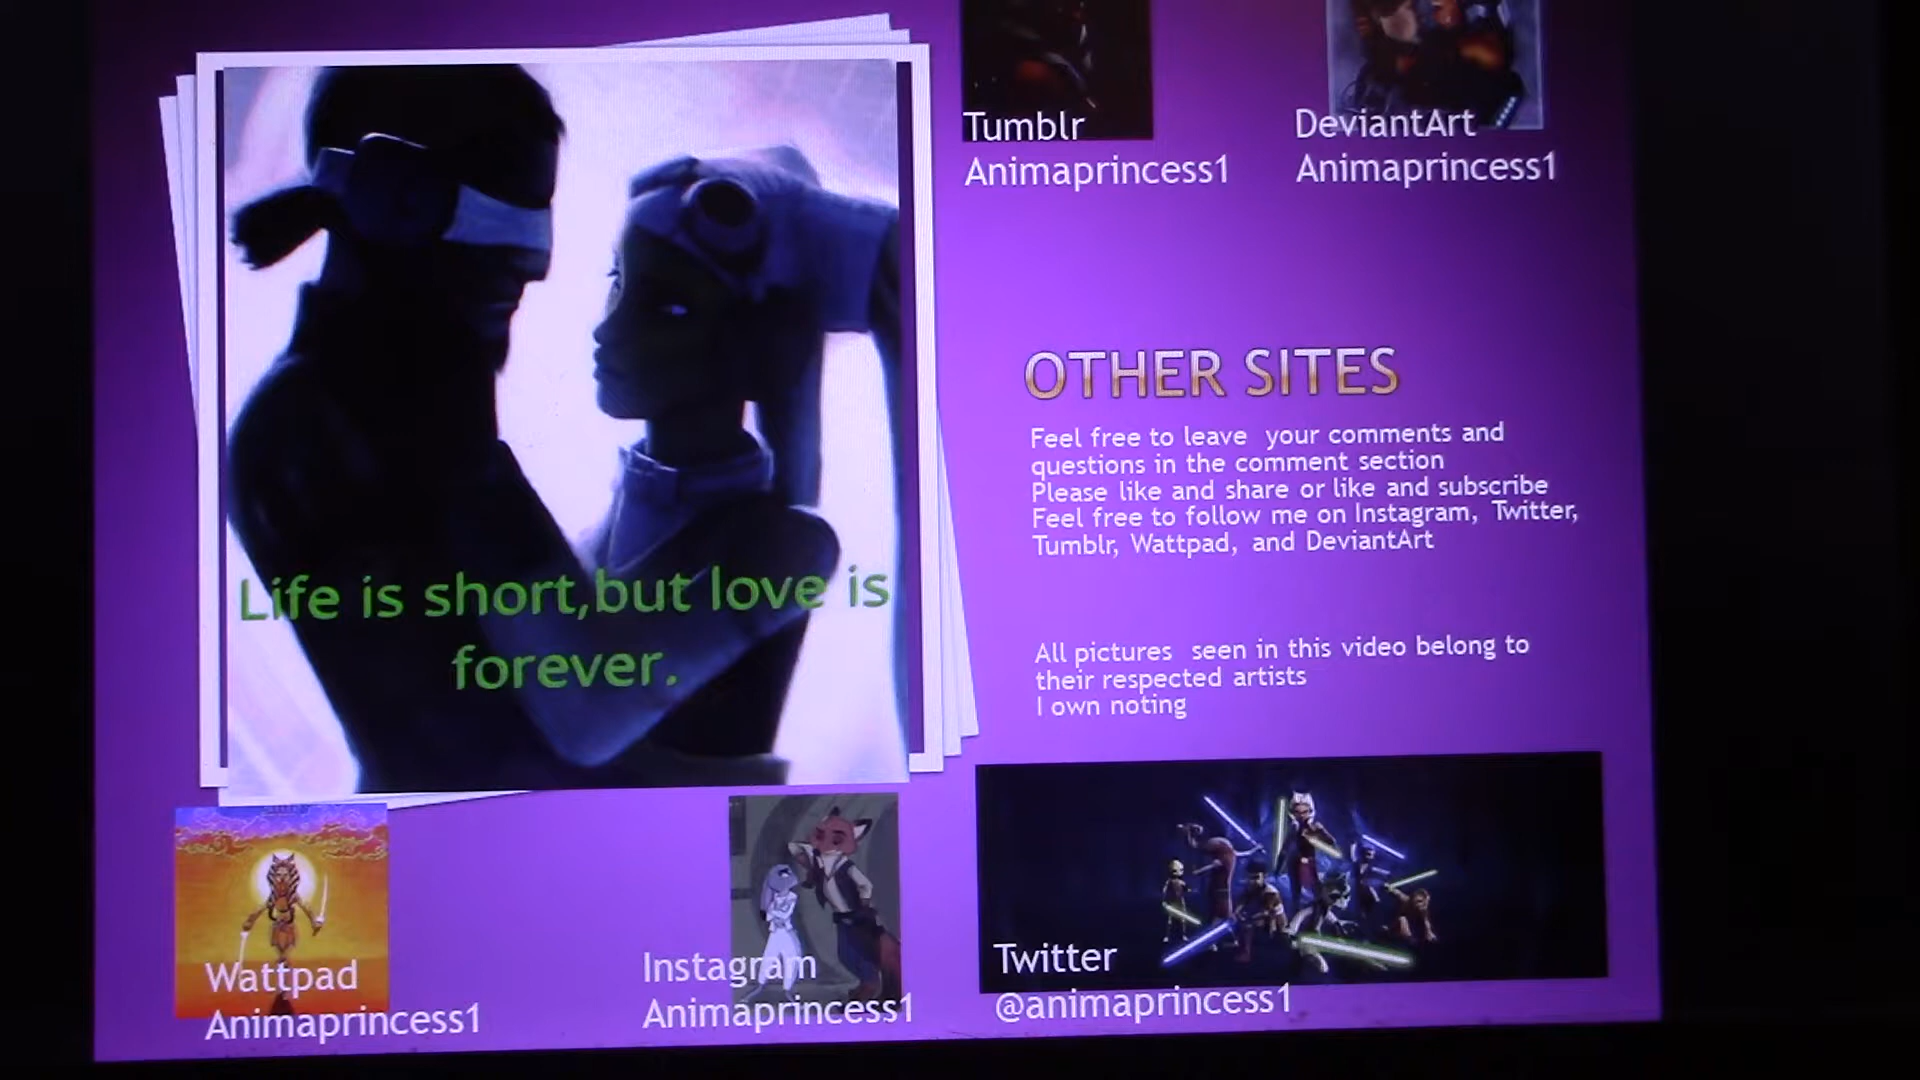 Tumblr
Animaprincess1
DeviantArt
Animaprincess1
Life is short,but love is
forever.
OTHER SITES
Feel free to leave  your comments and
questions in the comment section
Please like and share or like and subscribe
Feel free to follow me on Instagram, Twitter,
Tumblr, Wattpad, and DeviantArt
All pictures  seen in this video belong to
their respected artists
I own noting
Wattpad
Animaprincess1
Instagram
Animaprincess1
Twitter
@animaprincess1